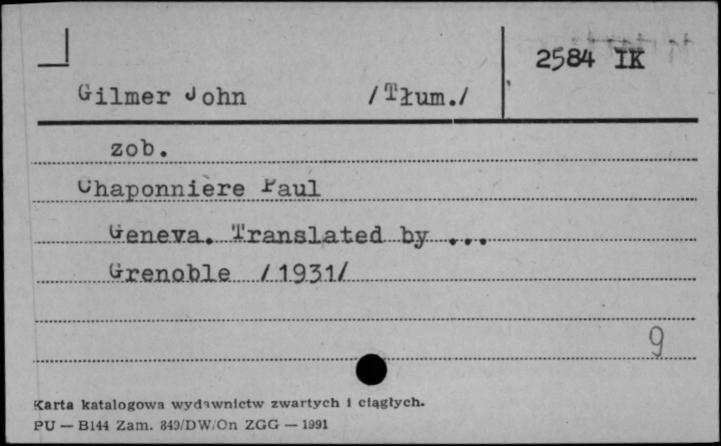 2584 IK
Gilmer John /Tłum./
zob.
Chaponnière Paul
Geneva. Translated by ...
Grenoble /1931/
9
Karta katalogowa wydawnictw zwartych i ciągłych.
PU — B144 Zam. 849/DW/On ZGG — 1991